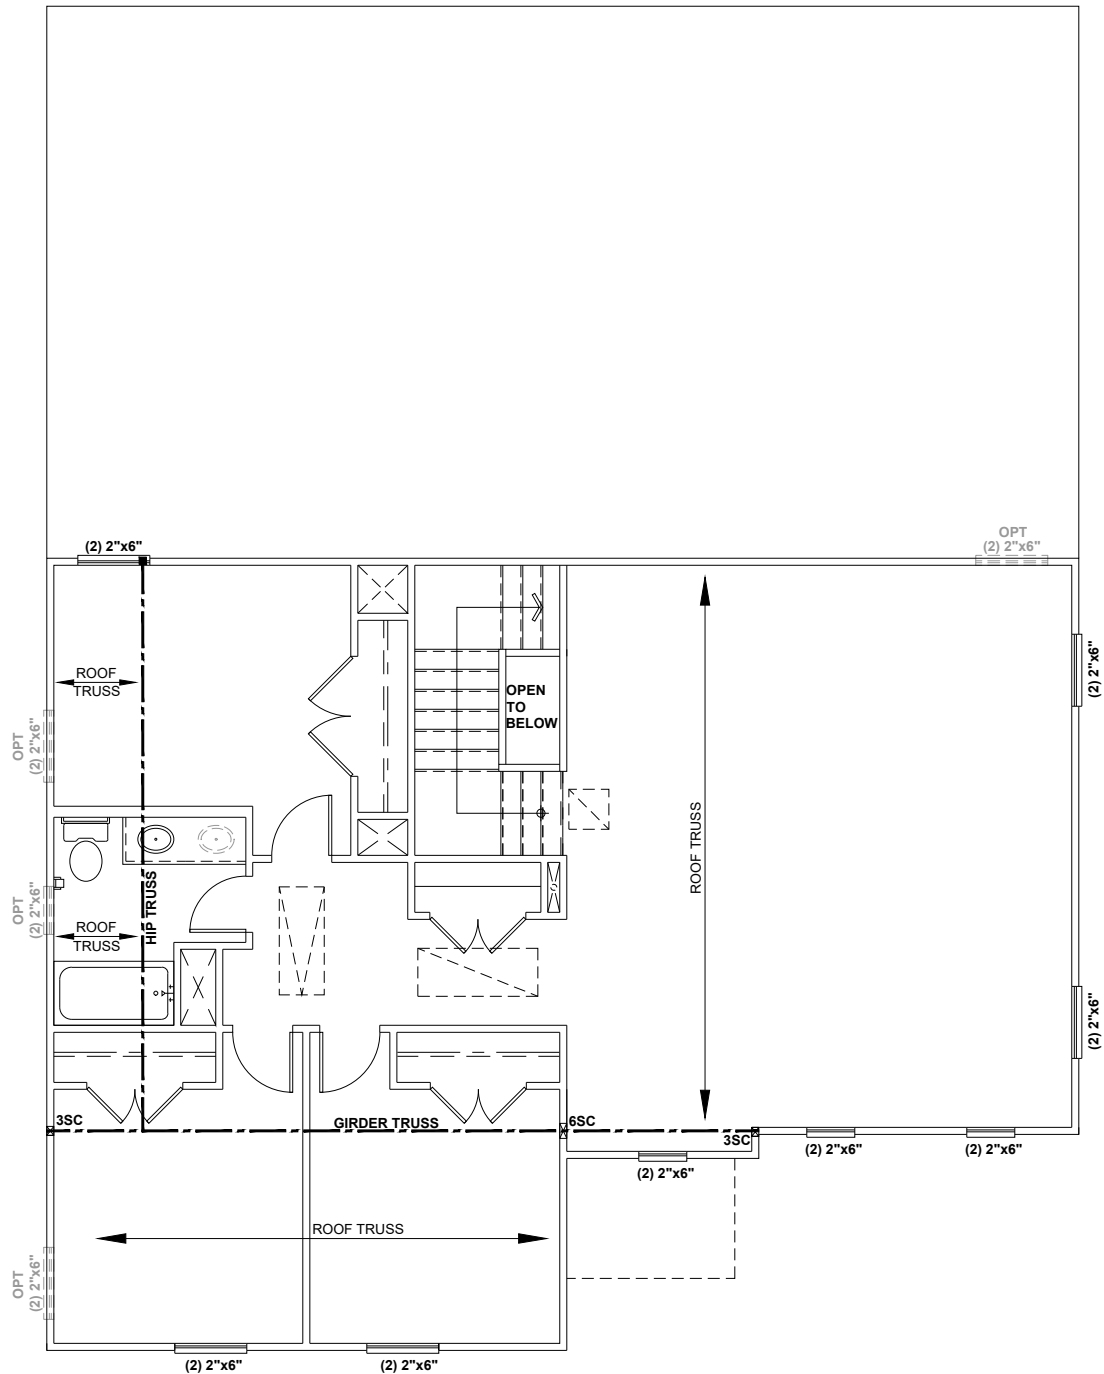 OPT
(2) 2"x6"
(2) 2"x6"
(2) 2"x6"
ROOF
TRUSS
OPEN
TO
BELOW
OPT
(2) 2"x6"
ROOF TRUSS
HIP TRUSS
OPT
(2) 2"x6"
ROOF
TRUSS
(2) 2"x6"
3SC
GIRDER TRUSS
6SC
3SC
(2) 2"x6"
(2) 2"x6"
(2) 2"x6"
ROOF TRUSS
OPT
(2) 2"x6"
(2) 2"x6"
(2) 2"x6"